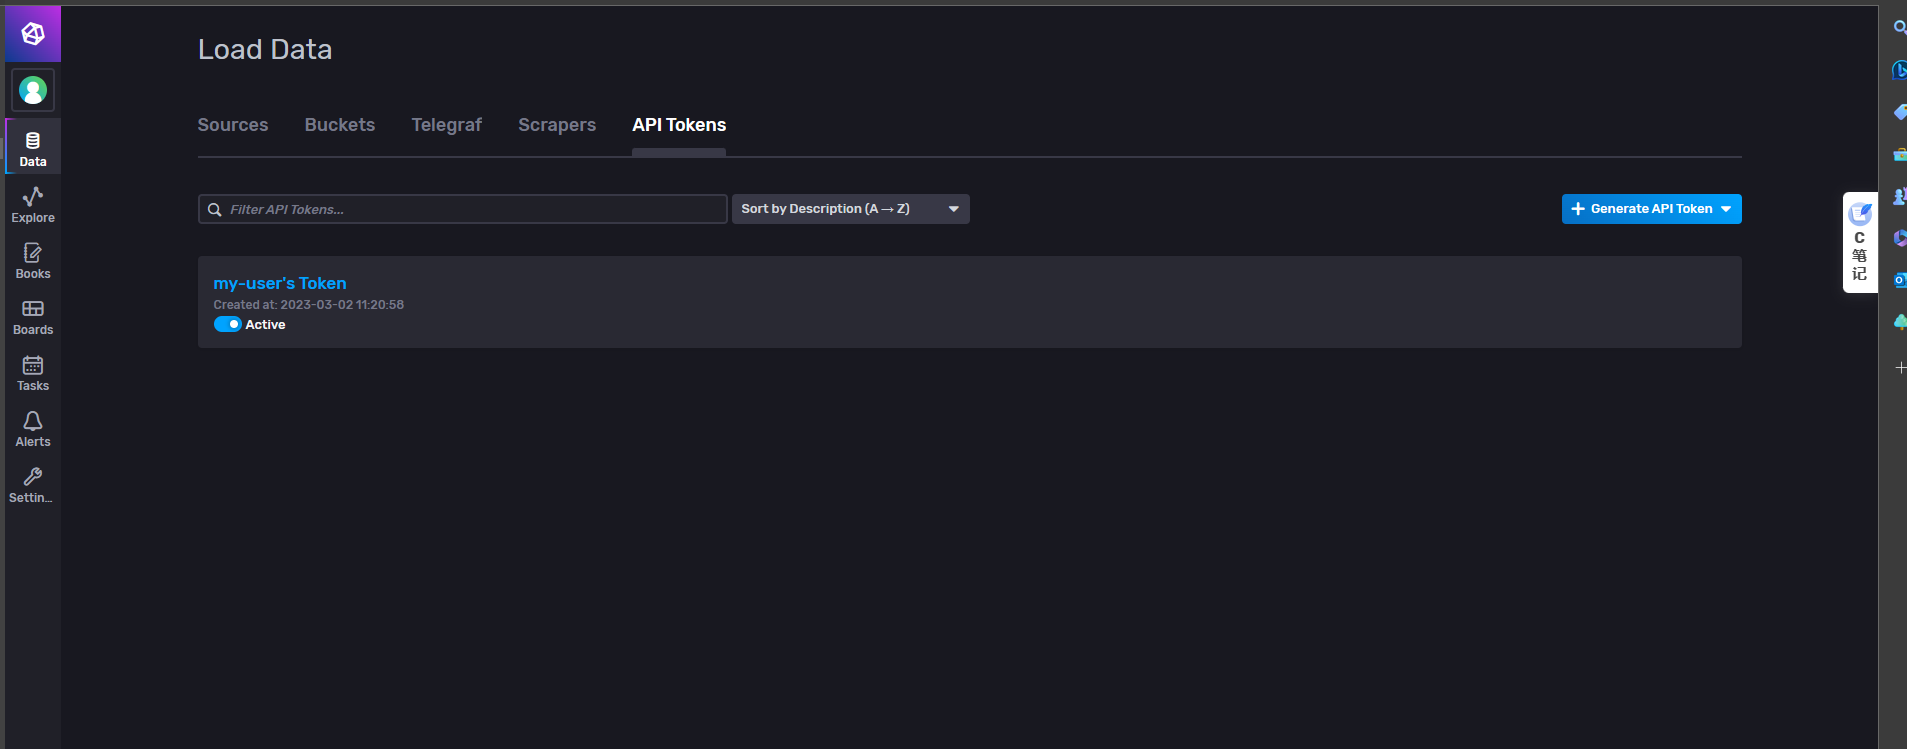 Load Data
Sources Buckets Telegraf Scrapers API Tokens
Filter API Tokens... Sort by Description (A→Z) Generate API Token
my-user's Token
Created at: 2023-03-02 11:20:58
Active
Data
Explore
Books
Boards
Tasks
Alerts
Settin...
C
笔
记